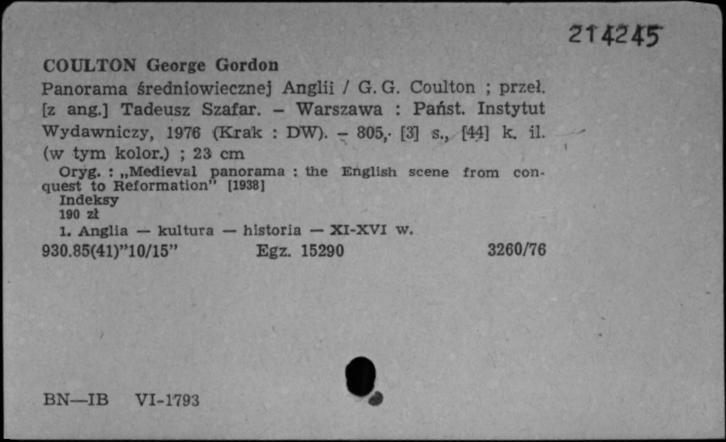 214245
COULTON George Gordon
Panorama średniowiecznej Anglii / G. G. Coulton ; przeł.
[z ang.] Tadeusz Szafar. — Warszawa : Państ. Instytut
Wydawniczy, 1976 (Krak : DW). — 805, [3] s., [44] k. il.
(w tym kolor.) ; 23 cm
Oryg. : „Medieval panorama : the English scene from con-
quest to Reformation" [1938]
Indeksy
190 zł
1. Anglia — kultura — historia — XI-XVI w.
930.85(41)"10/15" Egz. 15290 3260/76
BN—IB VI-1793